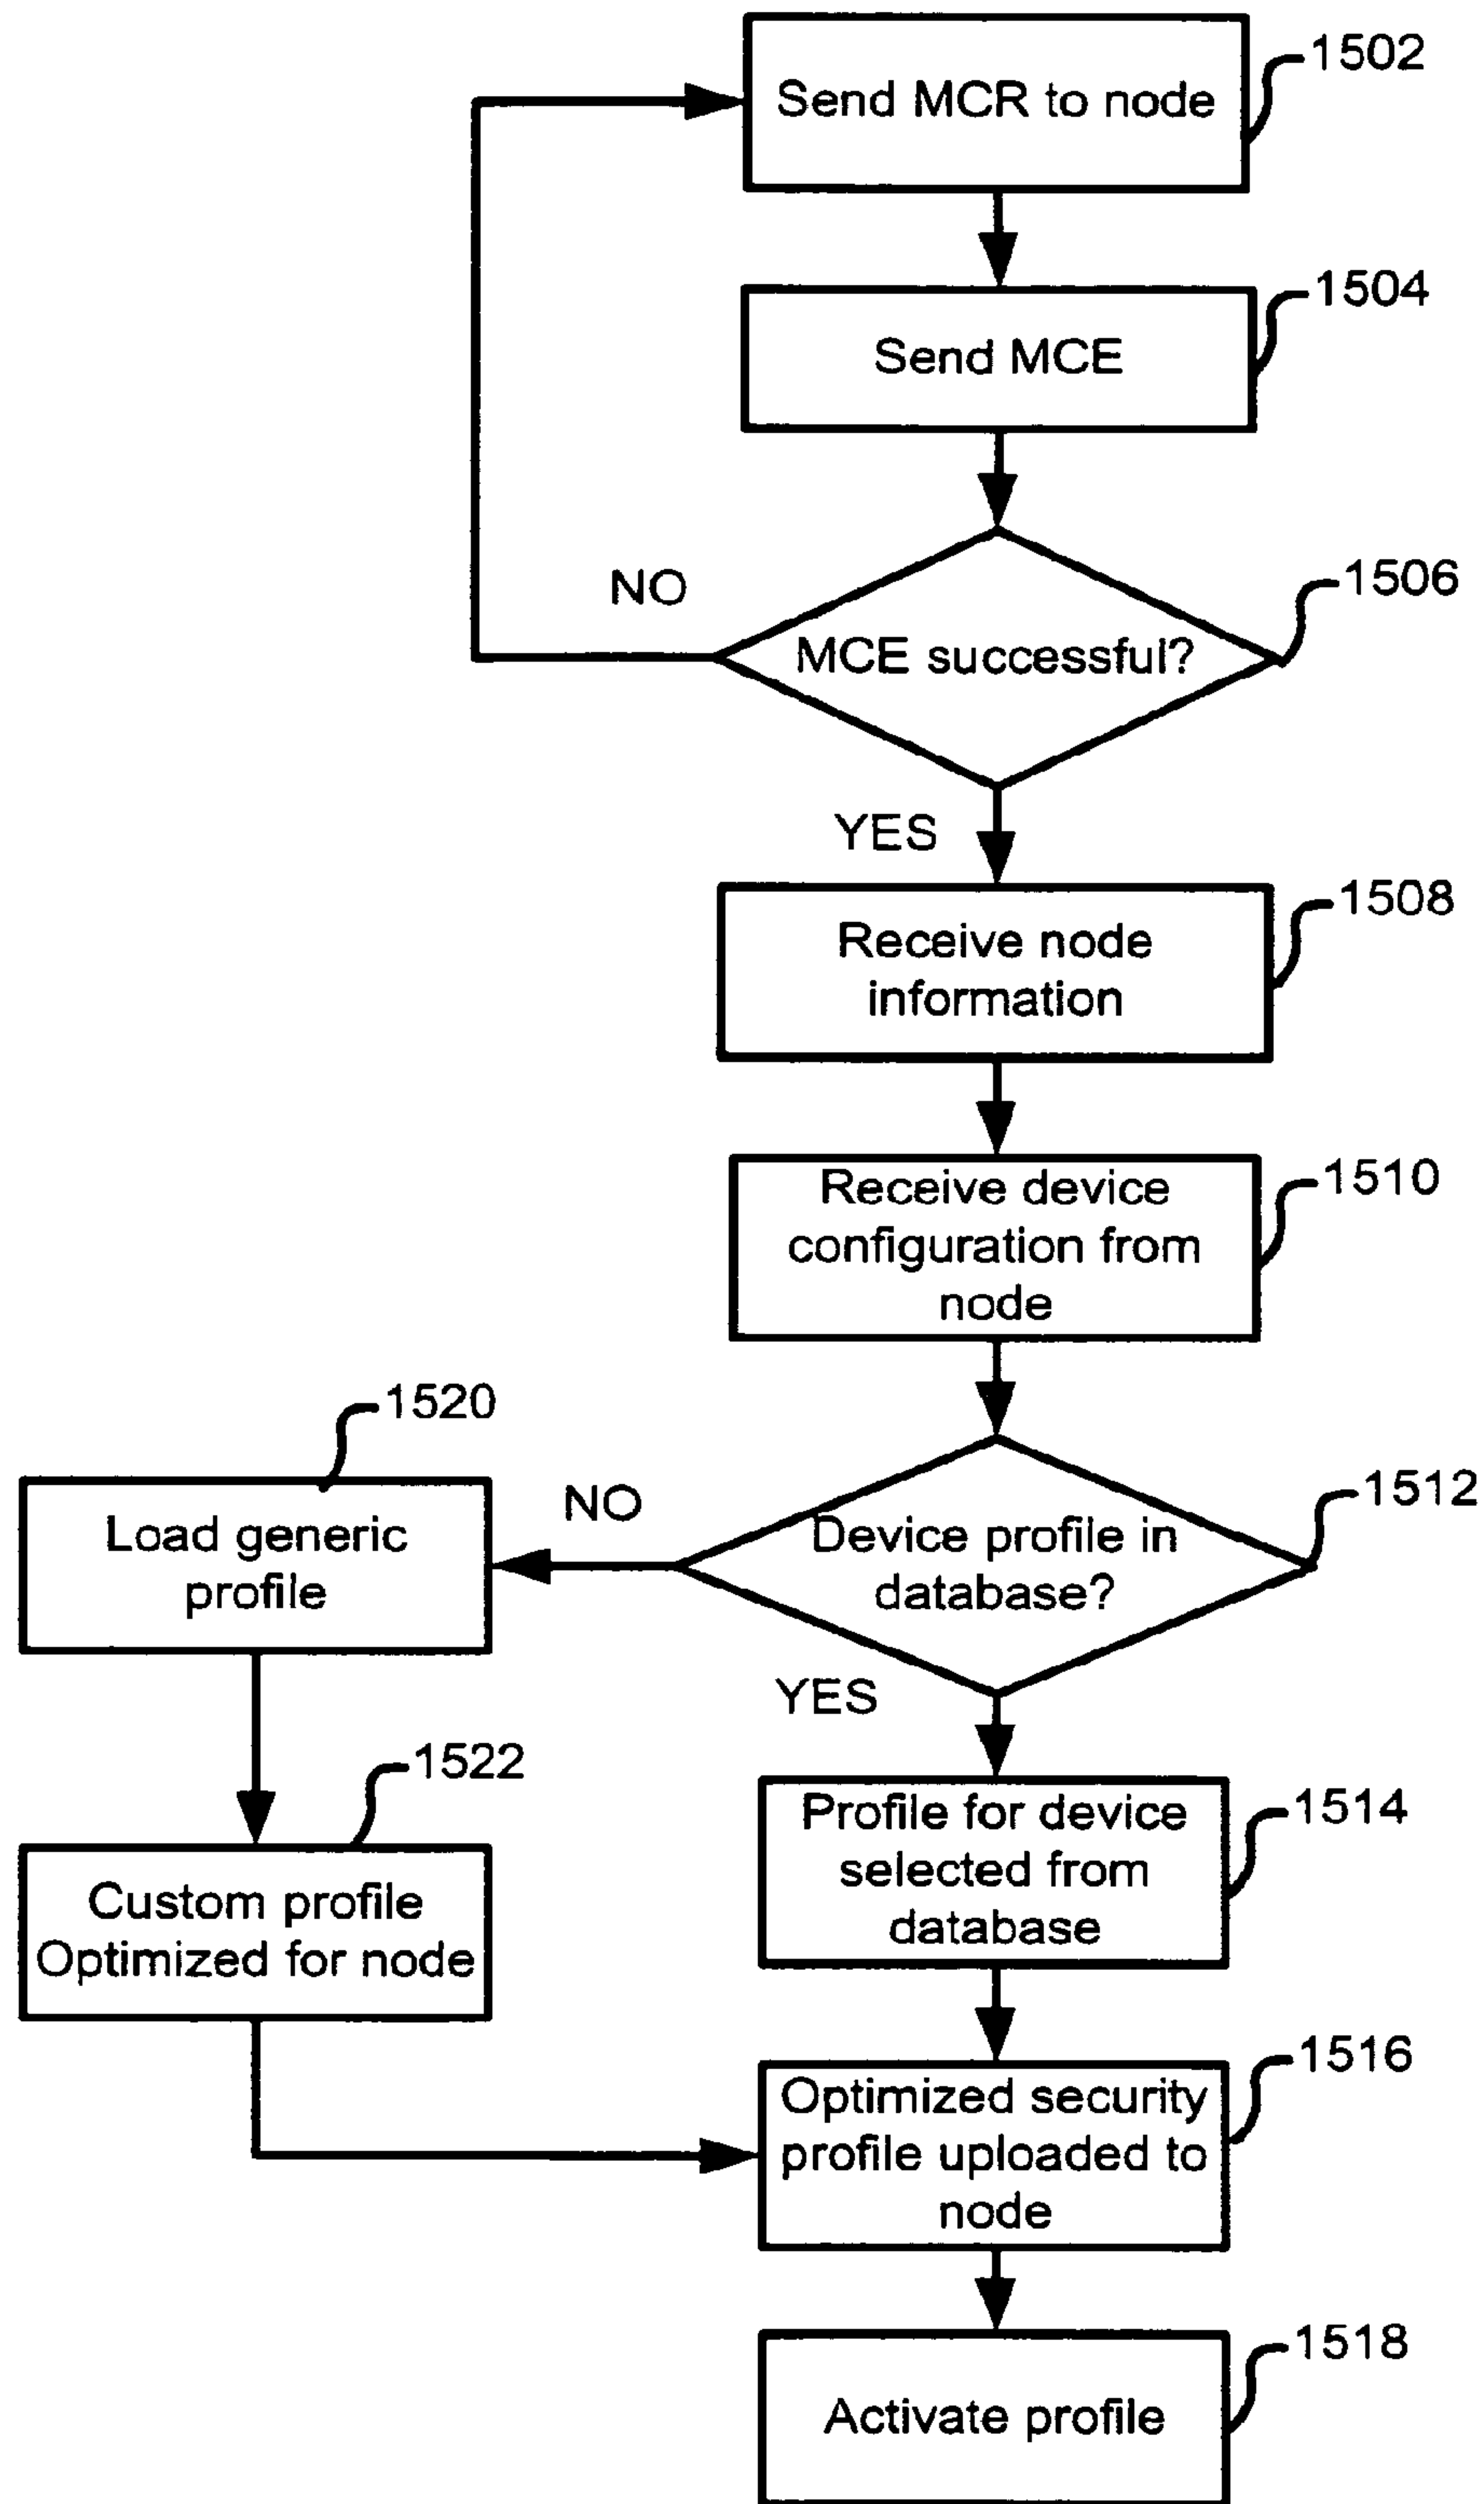 Send MCR to node
1502
Send MCE
1504
NO
MCE successful?
1506
YES
Receive node
information
1508
Receive device
configuration from
node
1510
1520
Load generic
profile
NO
Device profile in
database?
1512
YES
1522
Custom profile
Optimized for node
Profile for device
selected from
database
1514
Optimized security
profile uploaded to
node
1516
Activate profile
1518